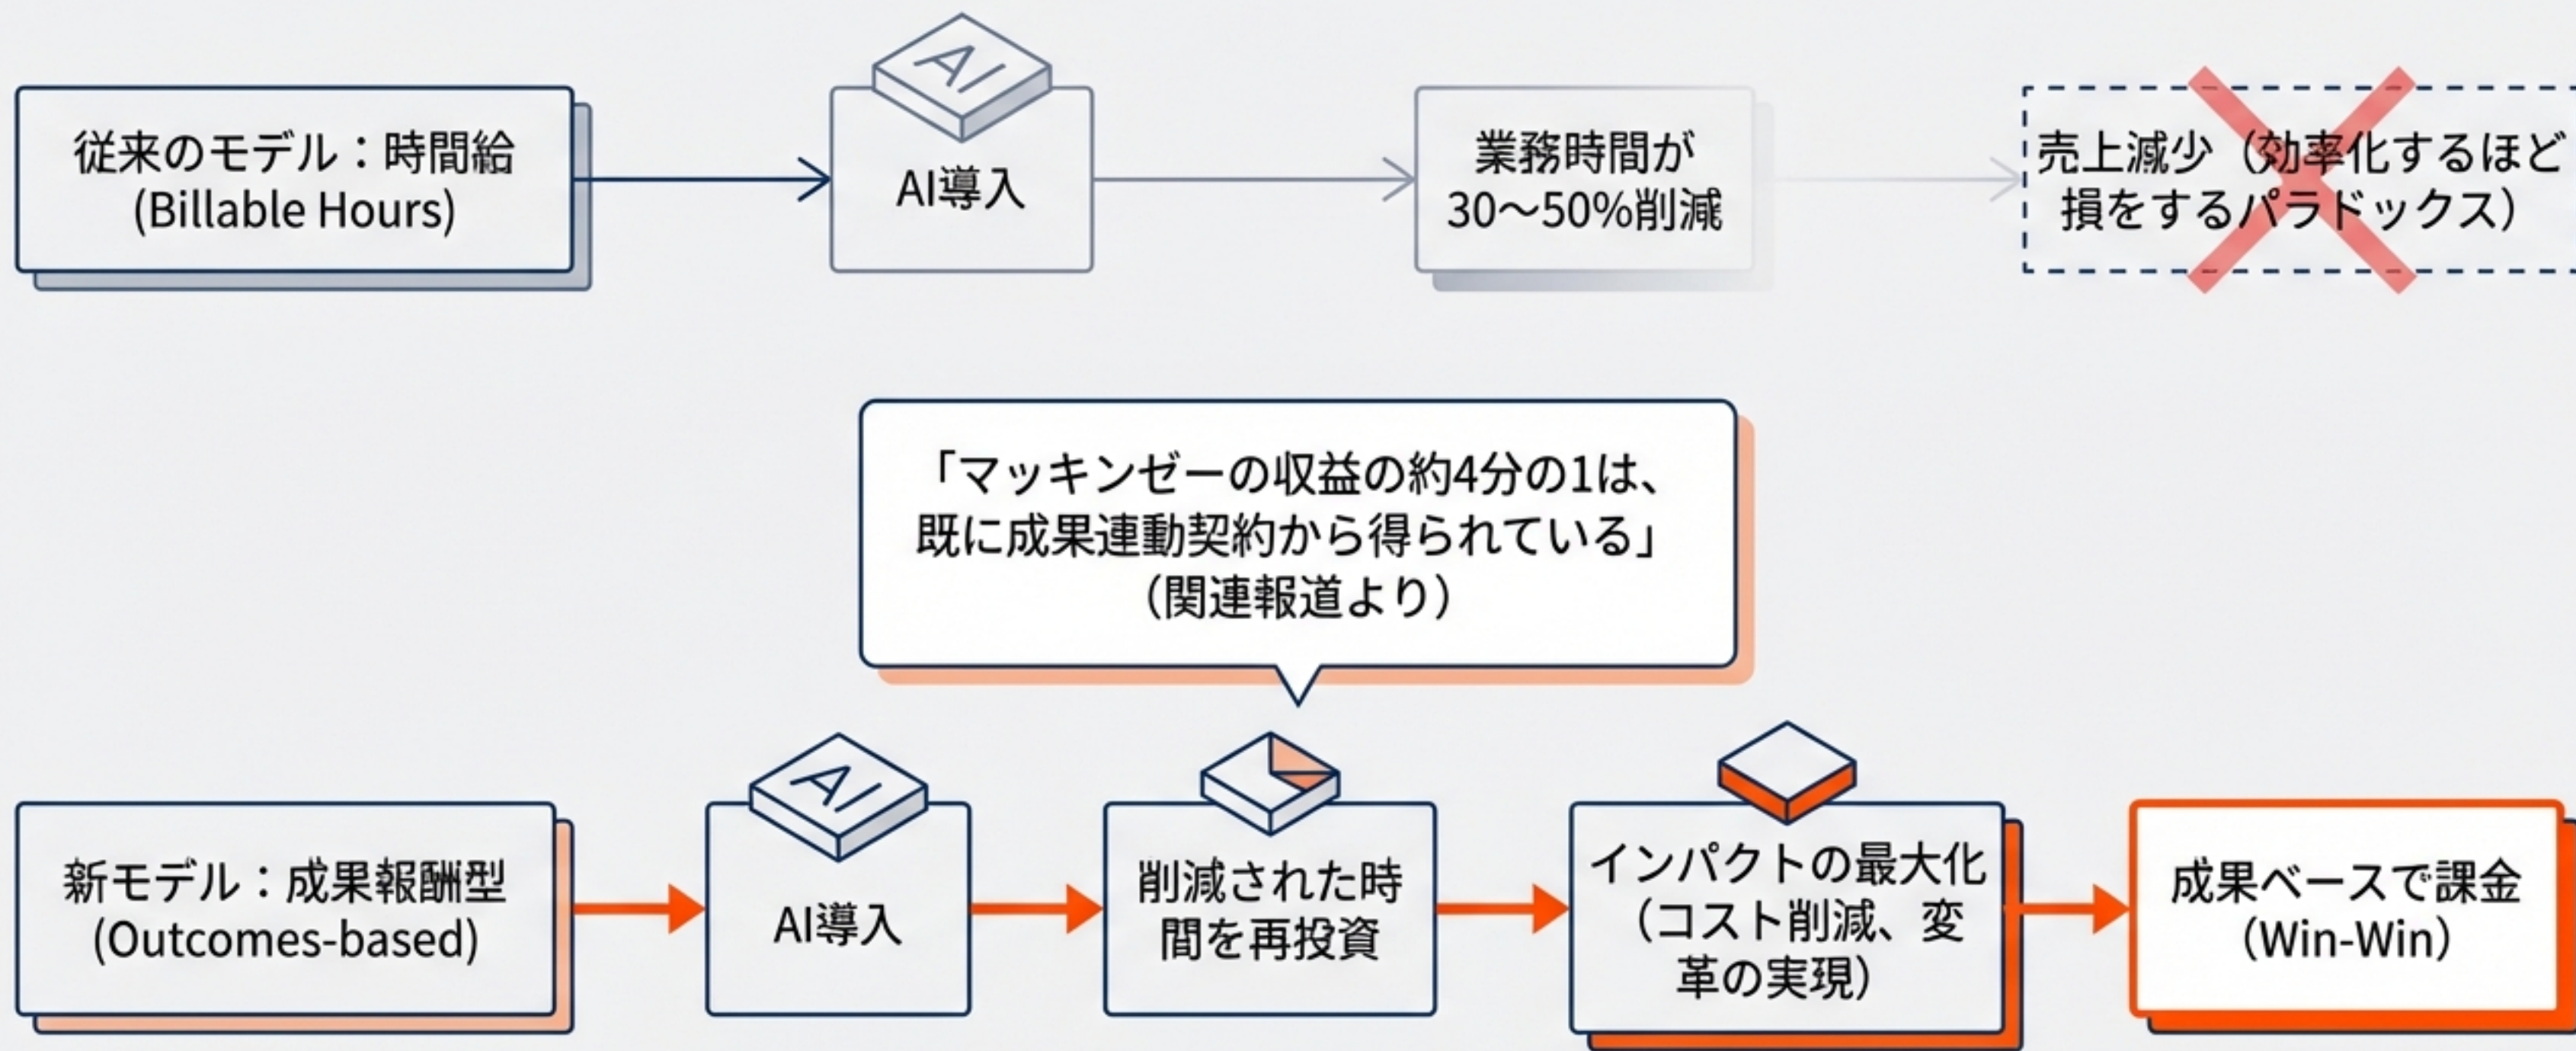 従来のモデル：時間給
(Billable Hours)
AI
AI導入
業務時間が
30～50%削減
売上減少（効率化するほど
損をするパラドックス）
「マッキンゼーの収益の約4分の1は、
既に成果連動契約から得られている」
（関連報道より）
新モデル：成果報酬型
(Outcomes-based)
AI
AI導入
削減された時
間を再投資
インパクトの最大化
（コスト削減、変
革の実現）
成果ベースで課金
（Win-Win）